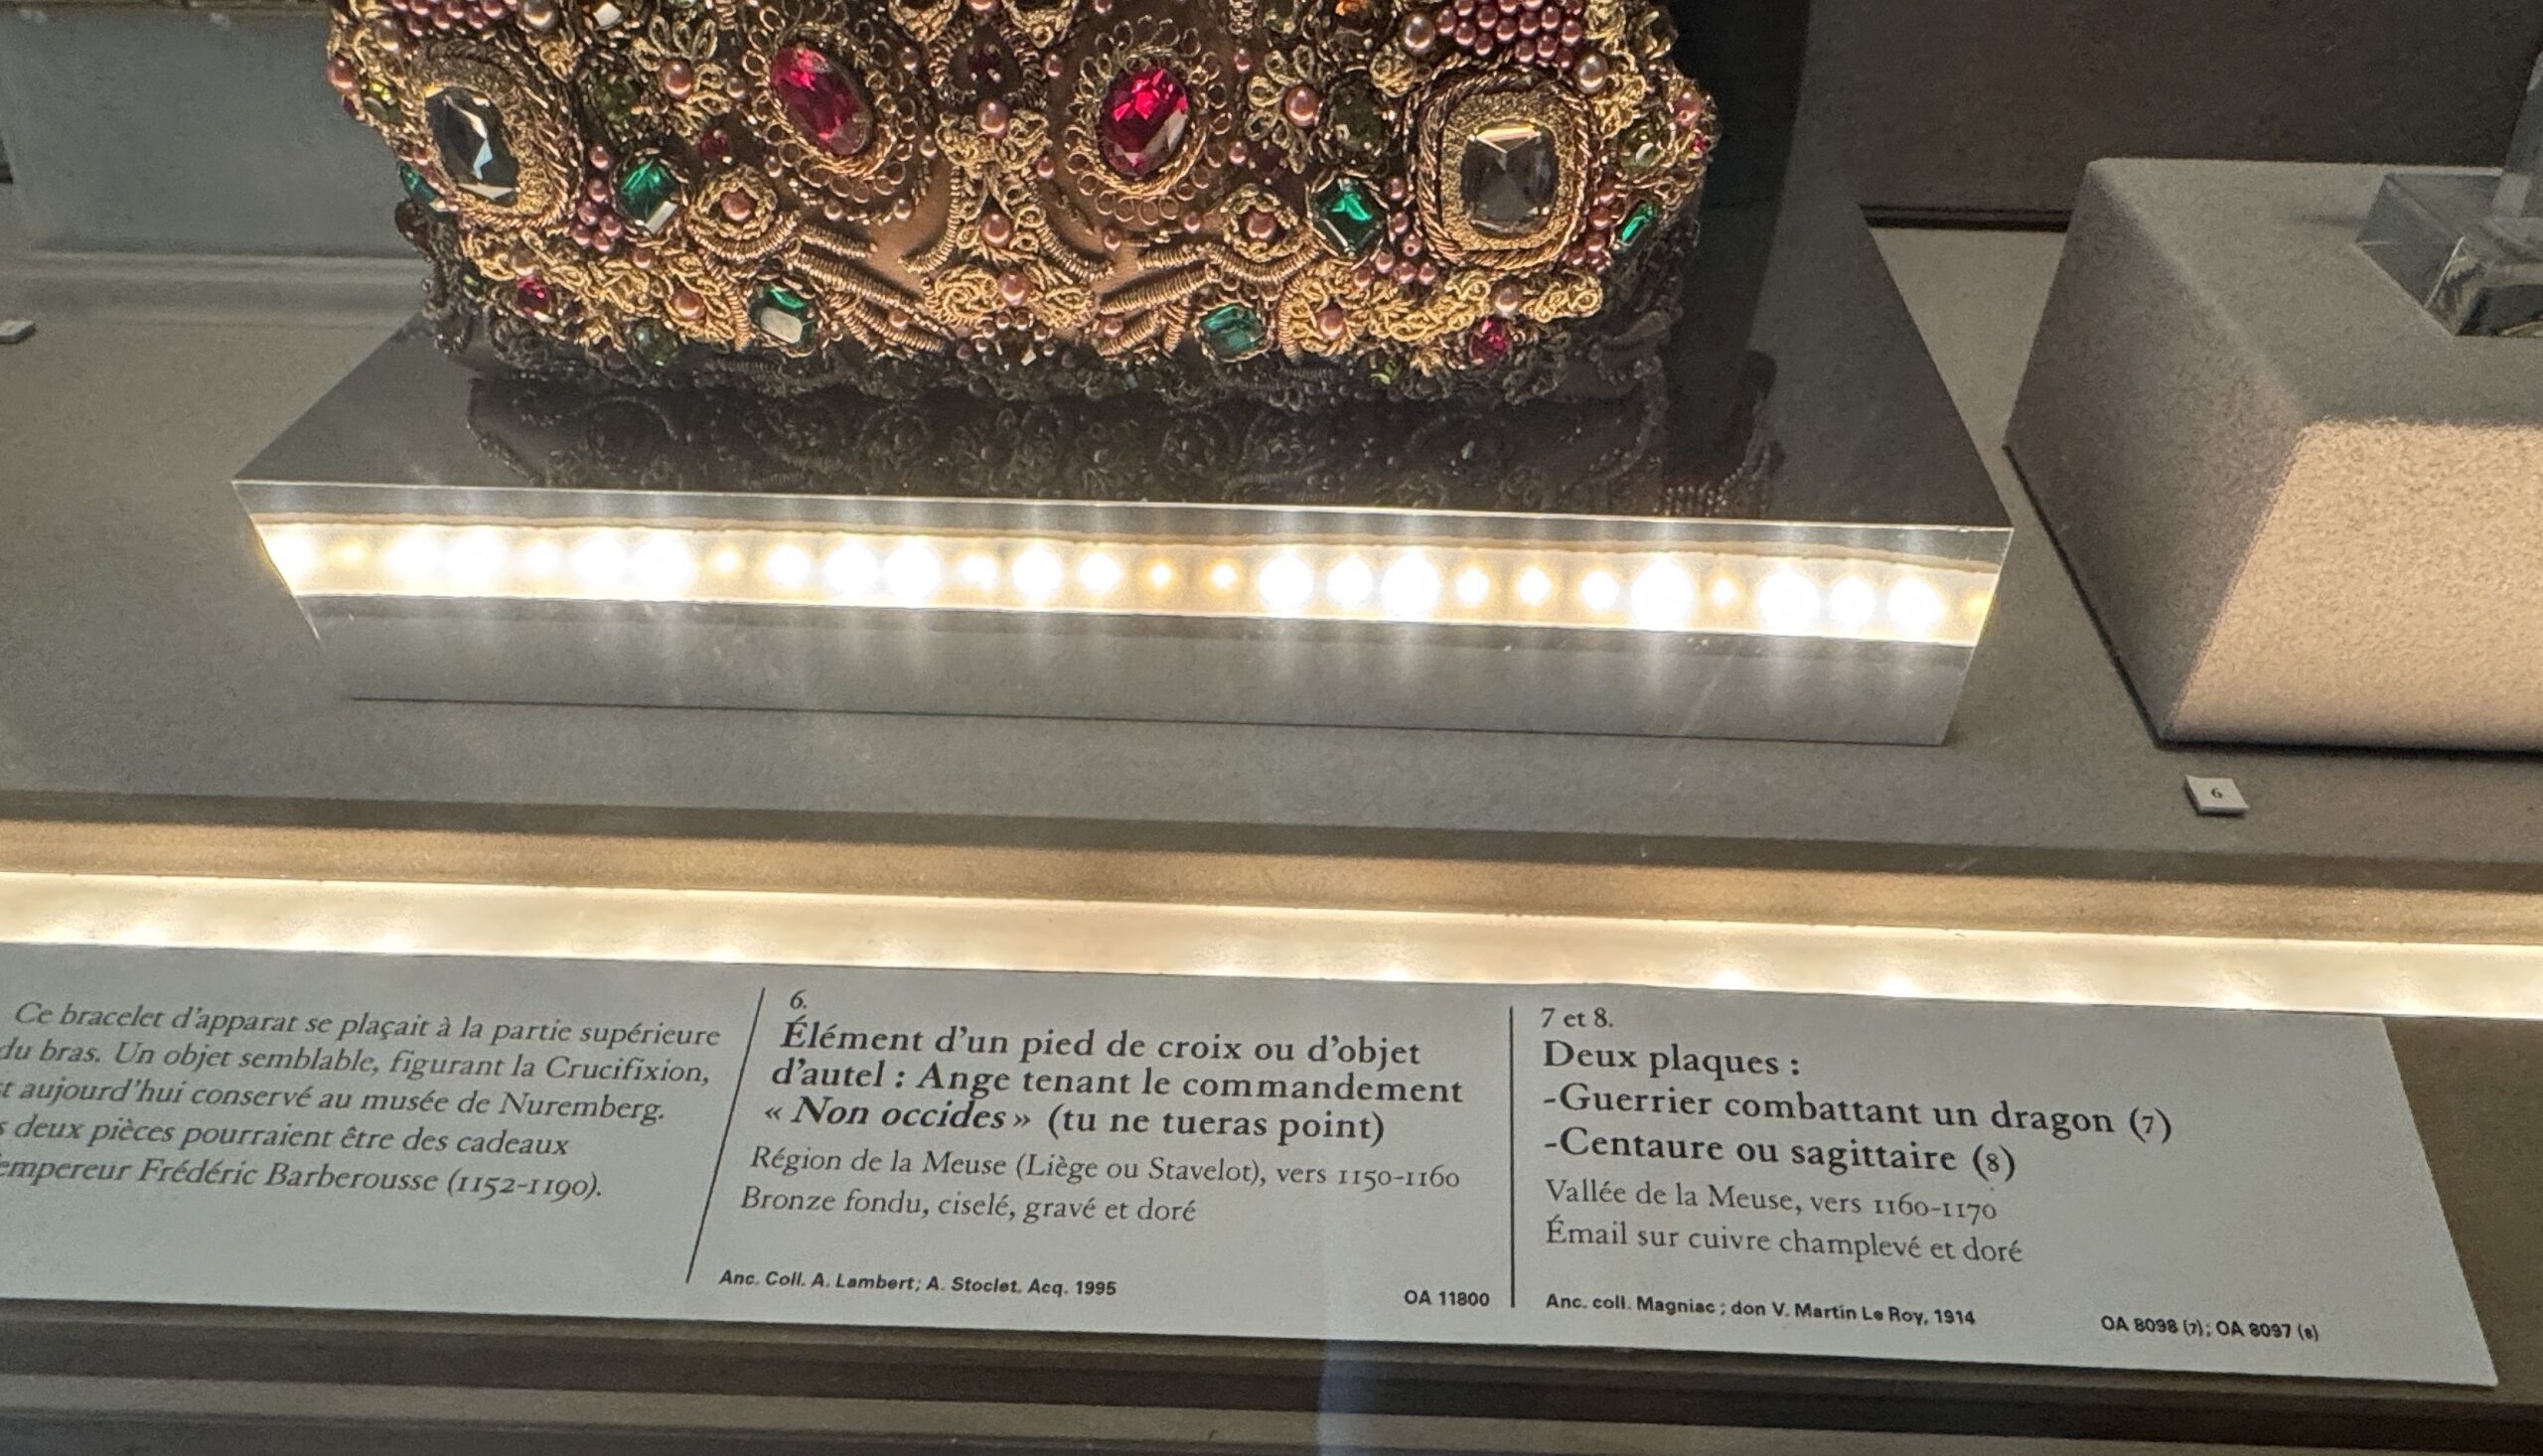 6
Ce bracelet d'apparat se plaçait à la partie supérieure
du bras. Un objet semblable, figurant la Crucifixion,
aujourd'hui conservé au musée de Nuremberg.
deux pièces pourraient être des cadeaux
empereur Frédéric Barberousse (1152-1190).
6.
Élément d'un pied de croix ou d'objet
d'autel : Ange tenant le commandement
« Non occides » (tu ne tueras point)
Région de la Meuse (Liège ou Stavelot), vers 1150-1160
Bronze fondu, ciselé, gravé et doré
Anc. Coll. A. Lambert; A. Stoclet. Acq. 1995
OA 11800
7 et 8.
Deux plaques :
-Guerrier combattant un dragon (7)
-Centaure ou sagittaire (8)
Vallée de la Meuse, vers 1160-1170
Émail sur cuivre champlevé et doré
Anc. coll. Magniac ; don V. Martin Le Roy, 1914
OA 8098 (7); OA 8097 (8)